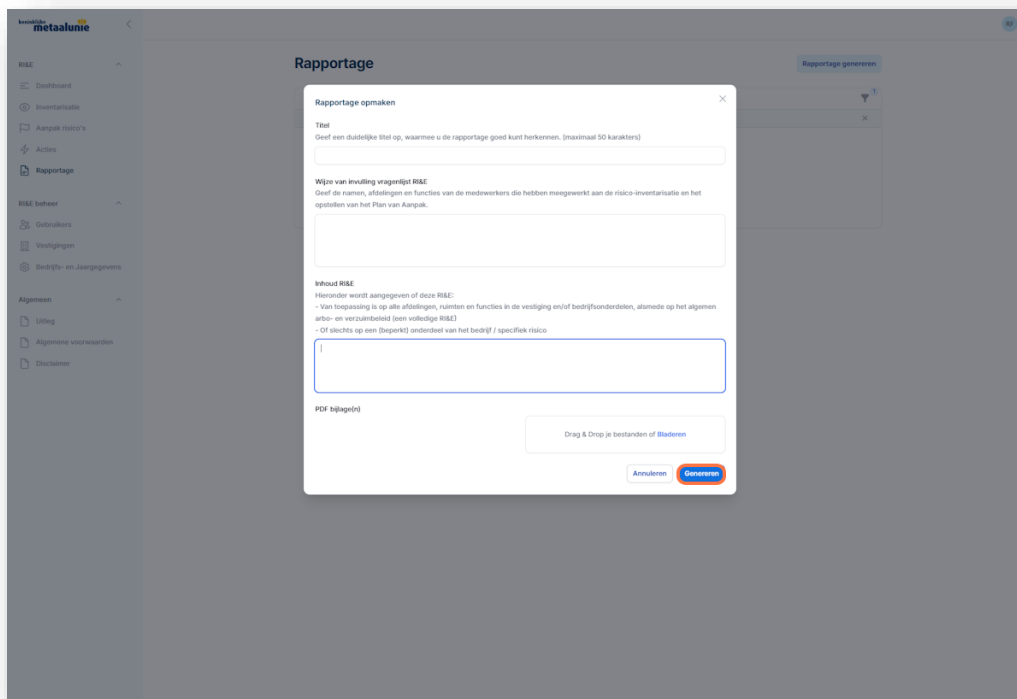 koninklijke
metaalunie
RI&E
Dashboard
Inventarisatie
Aanpak risico's
Acties
Rapportage
RI&E beheer
Gebruikers
Vestigingen
Bedrijfs- en Jaargegevens
Algemeen
Uitleg
Algemene voorwaarden
Disclaimer
Rapportage
Rapportage genereren
1
Rapportage opmaken
Titel
Geef een duidelijke titel op, waarmee u de rapportage goed kunt herkennen. (maximaal 50 karakters)
Wijze van invulling vragenlijst RI&E
Geef de namen, afdelingen en functies van de medewerkers die hebben meegewerkt aan de risico-inventarisatie en het
opstellen van het Plan van Aanpak.
Inhoud RI&E
Hieronder wordt aangegeven of deze RI&E:
- Van toepassing is op alle afdelingen, ruimten en functies in de vestiging en/of bedrijfsonderdelen, alsmede op het algemen
arbo- en verzuimbeleid (een volledige RI&E)
- Of slechts op een (beperkt) onderdeel van het bedrijf / specifiek risico
PDF bijlage(n)
Drag & Drop je bestanden of Bladeren
Annuleren
Genereren